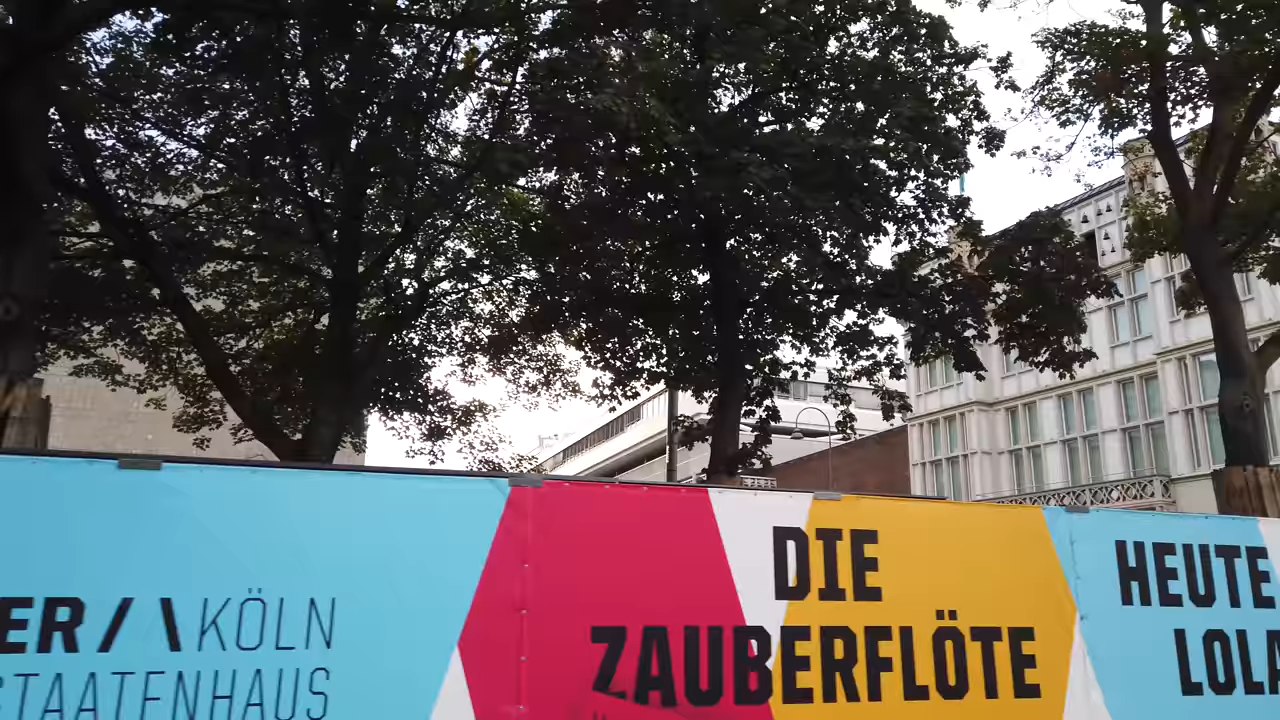 ER/\KÖLN
STAATENHAUS
DIE
ZAUBERFLÖTE
HEUTE
LOLA